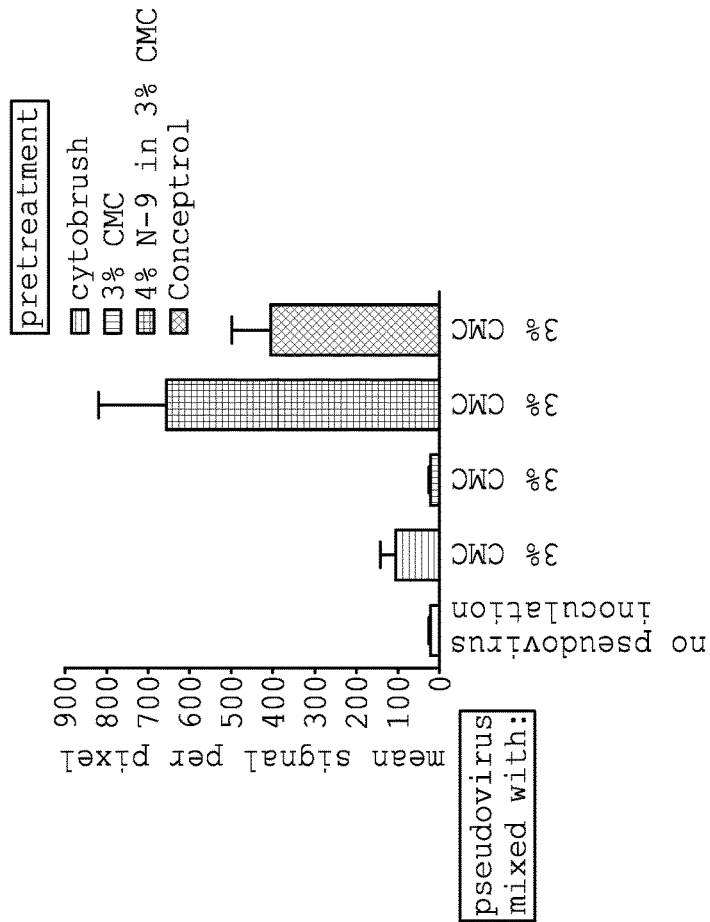 pretreatment
cytobrush
3% CMC
4% N-9 in 3% CMC
Conceptrol
900
800
700
600
500
400
300
200
100
0
mean signal per pixel
pseudovirus
mixed with:
no pseudovirus
inoculation
3% CMC
3% CMC
3% CMC
3% CMC